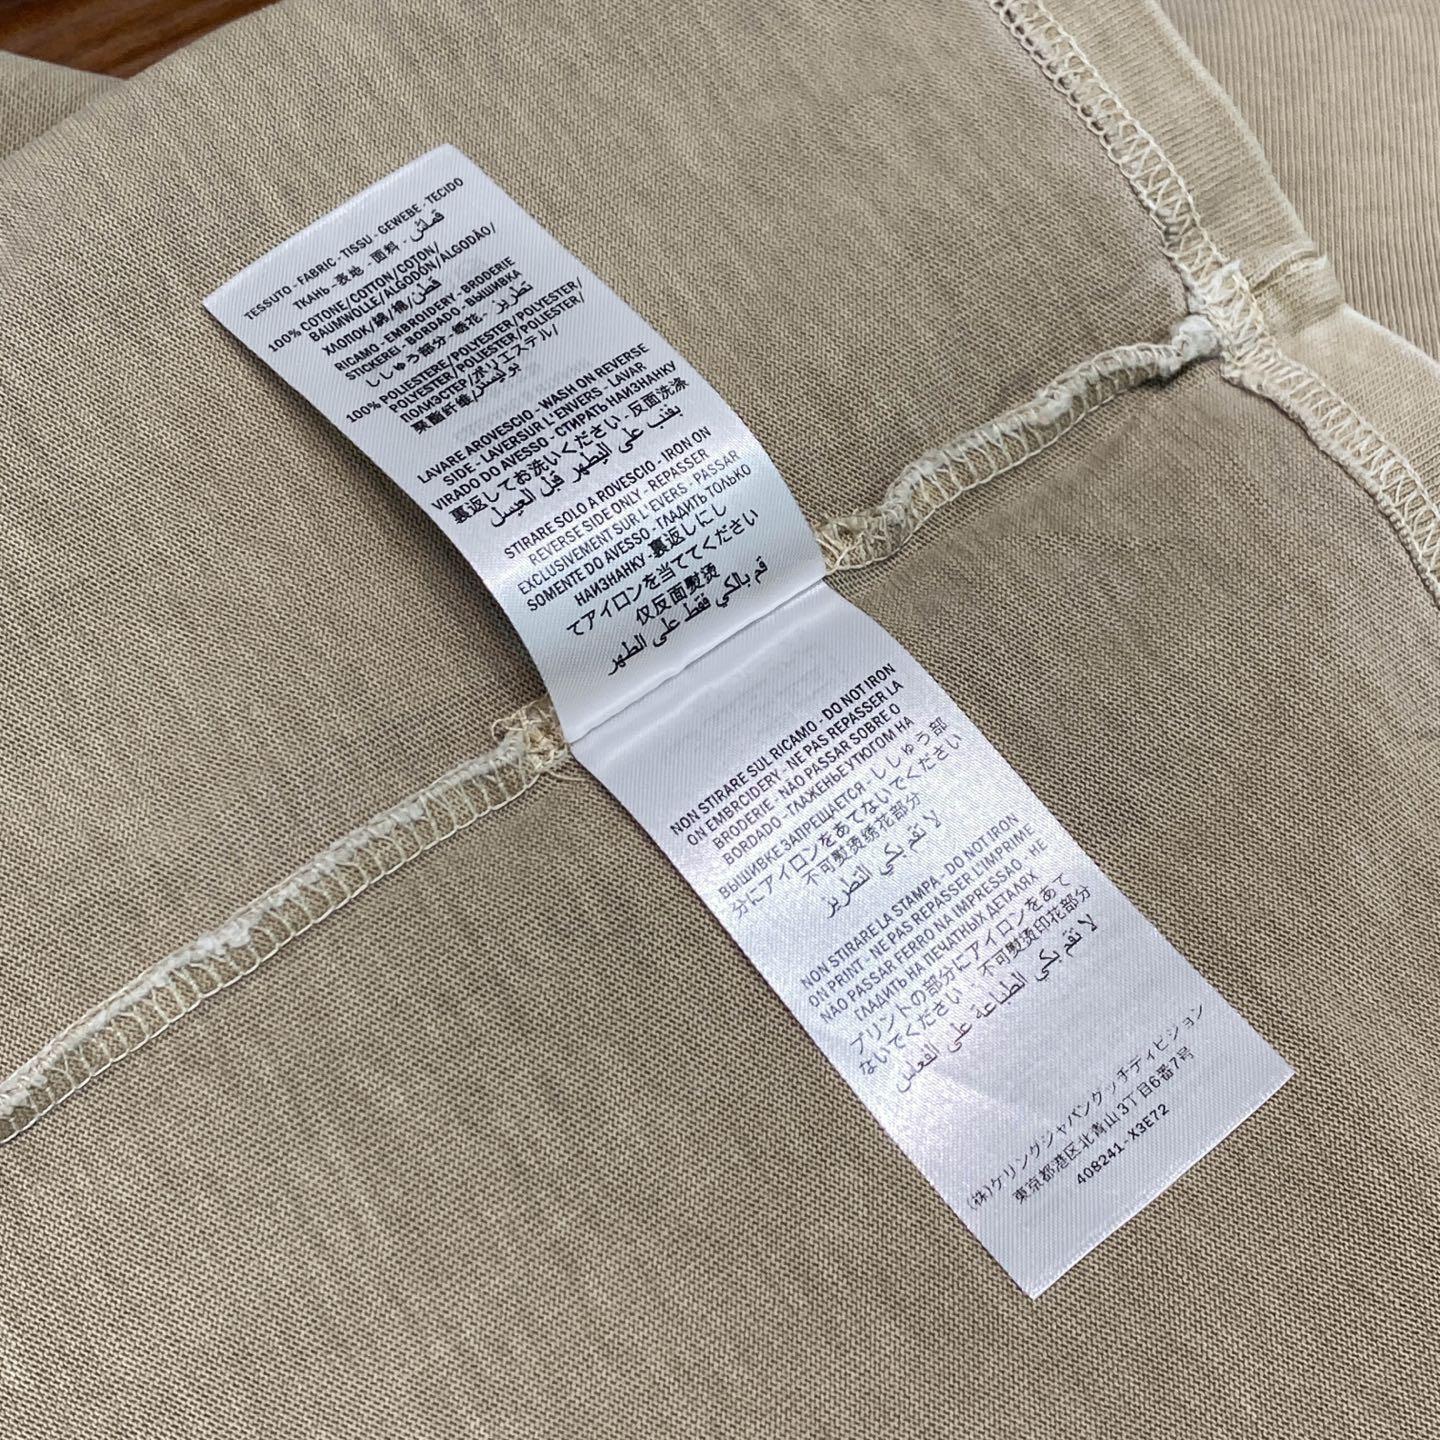 TESSUTO - FABRIC - TISSU - GEWEBE - TECIDO
ТКАНЬ - 表地 - 面料 - قماش
100% COTONE/COTTON/COTON/
BAUMWOLLE/ALGODÓN/ALGODÃO/
ХЛОПОК/綿/棉/قطن
RICAMO - EMBROIDERY - BRODERIE
STICKEREI - BORDADO - ВЫШИВКА
ししゅう部分 - 绣花 - تطريز
100% POLIESTERE/POLYESTER/POLYESTER/
POLYESTER/POLIÉSTER/POLIÉSTER/
ПОЛИЭСТЕР/ポリエステル/
聚酯纤维/بوليستر
LAVARE AROVESCIO - WASH ON REVERSE
SIDE - LAVERSUR L'ENVERS - LAVAR
VIRADO DO AVESSO - СТИРАТЬ НАИЗНАНКУ
裏返してお洗いください - 反面洗涤
يقلب على الظهر قبل الغسل
STIRARE SOLO A ROVESCIO - IRON ON
REVERSE SIDE ONLY - REPASSER
EXCLUSIVEMENT SUR L'EVERS - PASSAR
SOMENTE DO AVESSO - ГЛАДИТЬ ТОЛЬКО
НАИЗНАНКУ - 裏返しにし
てアイロンを当ててください
仅反面熨烫
قم بالكي فقط على الظهر
NON STIRARE SUL RICAMO - DO NOT IRON
ON EMBRCIDERY - NE PAS REPASSER LA
BRODERIE - NÃO PASSAR SOBRE O
BORDADO - ГЛАЖЕНЬЕ УТЮГОМ НА
ВЫШИВКЕ ЗАПРЕЩАЕТСЯ - ししゅう部
分にアイロンをあてないでください
不可熨烫绣花部分
لا تقم بكي التطريز
NON STIRARE LA STAMPA - DO NOT IRON
ON PRINT - NE PAS REPASSER L'IMPRIME
NÃO PASSAR FERRO NA IMPRESSÃO - НЕ
ГЛАДИТЬ НА ПЕЧАТНЫХ ДЕТАЛЯХ
プリントの部分にアイロンをあて
ないでください - 不可熨烫印花部分
لا تقم بكي الطباعة على القماش
(株)ケリングジャパングッチディビジョン
東京都港区北青山3丁目6番7号
408241-X3E72